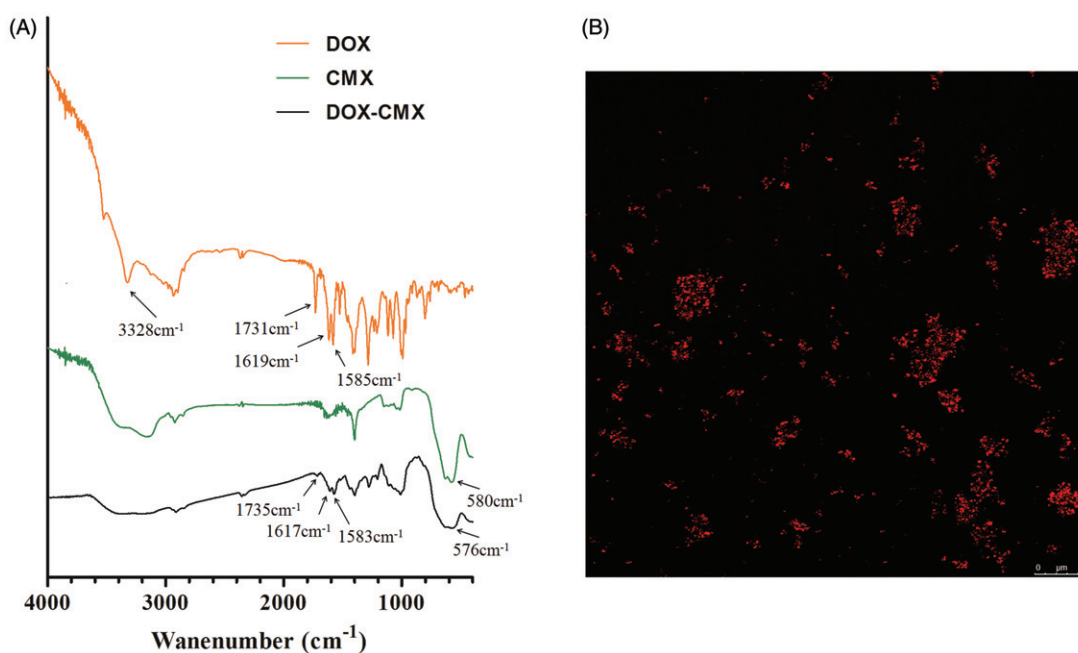 (A)
DOX
CMX
DOX-CMX
3328cm⁻¹
1731cm⁻¹
1619cm⁻¹
1585cm⁻¹
1735cm⁻¹
1617cm⁻¹
1583cm⁻¹
580cm⁻¹
576cm⁻¹
4000 3000 2000 1000
Wanenumber (cm⁻¹)
(B)
0 µm